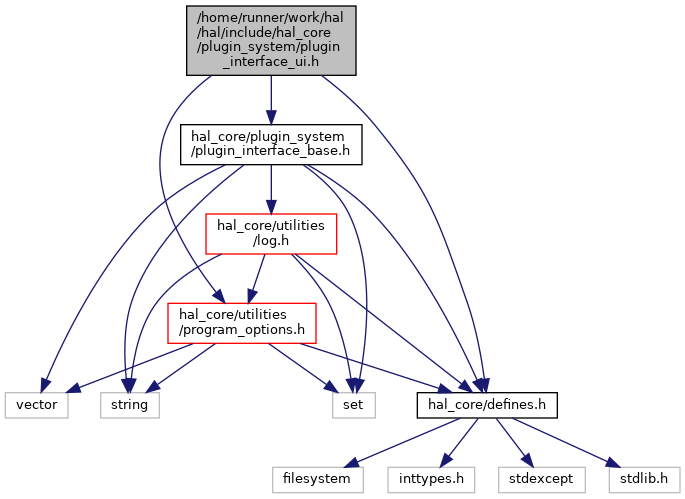 /home/runner/work/hal
/hal/include/hal_core
/plugin_system/plugin
_interface_ui.h
hal_core/plugin_system
/plugin_interface_base.h
hal_core/utilities
/log.h
hal_core/utilities
/program_options.h
vector
string
set
hal_core/defines.h
filesystem
inttypes.h
stdexcept
stdlib.h